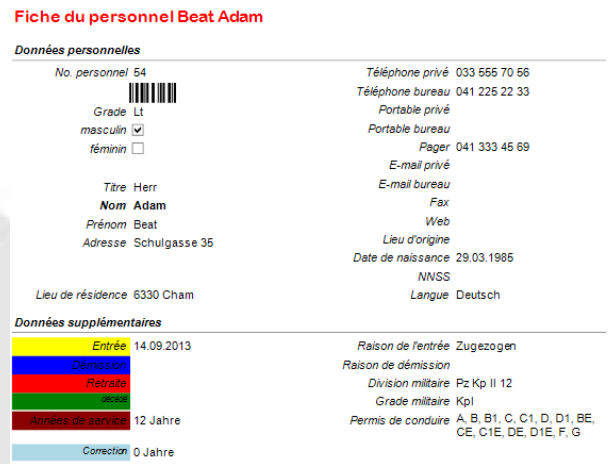 Fiche du personnel Beat Adam
Données personnelles
No. personnel 54
Téléphone privé 033 555 70 56
Téléphone bureau 041 225 22 33
Grade Lt
Portable privé
masculin
Portable bureau
féminin
Pager 041 333 45 69
E-mail privé
Titre Herr
E-mail bureau
Nom Adam
Fax
Prénom Beat
Web
Adresse Schulgasse 35
Lieu d'origine
Date de naissance 29.03.1985
NNSS
Lieu de résidence 6330 Cham
Langue Deutsch
Données supplémentaires
Entrée 14.09.2013
Raison de l'entrée Zugezogen
Démission
Raison de démission
Retraite
Division militaire Pz Kp II 12
décédé
Grade militaire Kpl
Années de service 12 Jahre
Permis de conduire A, B, B1, C, C1, D, D1, BE,
CE, C1E, DE, D1E, F, G
Correction 0 Jahre